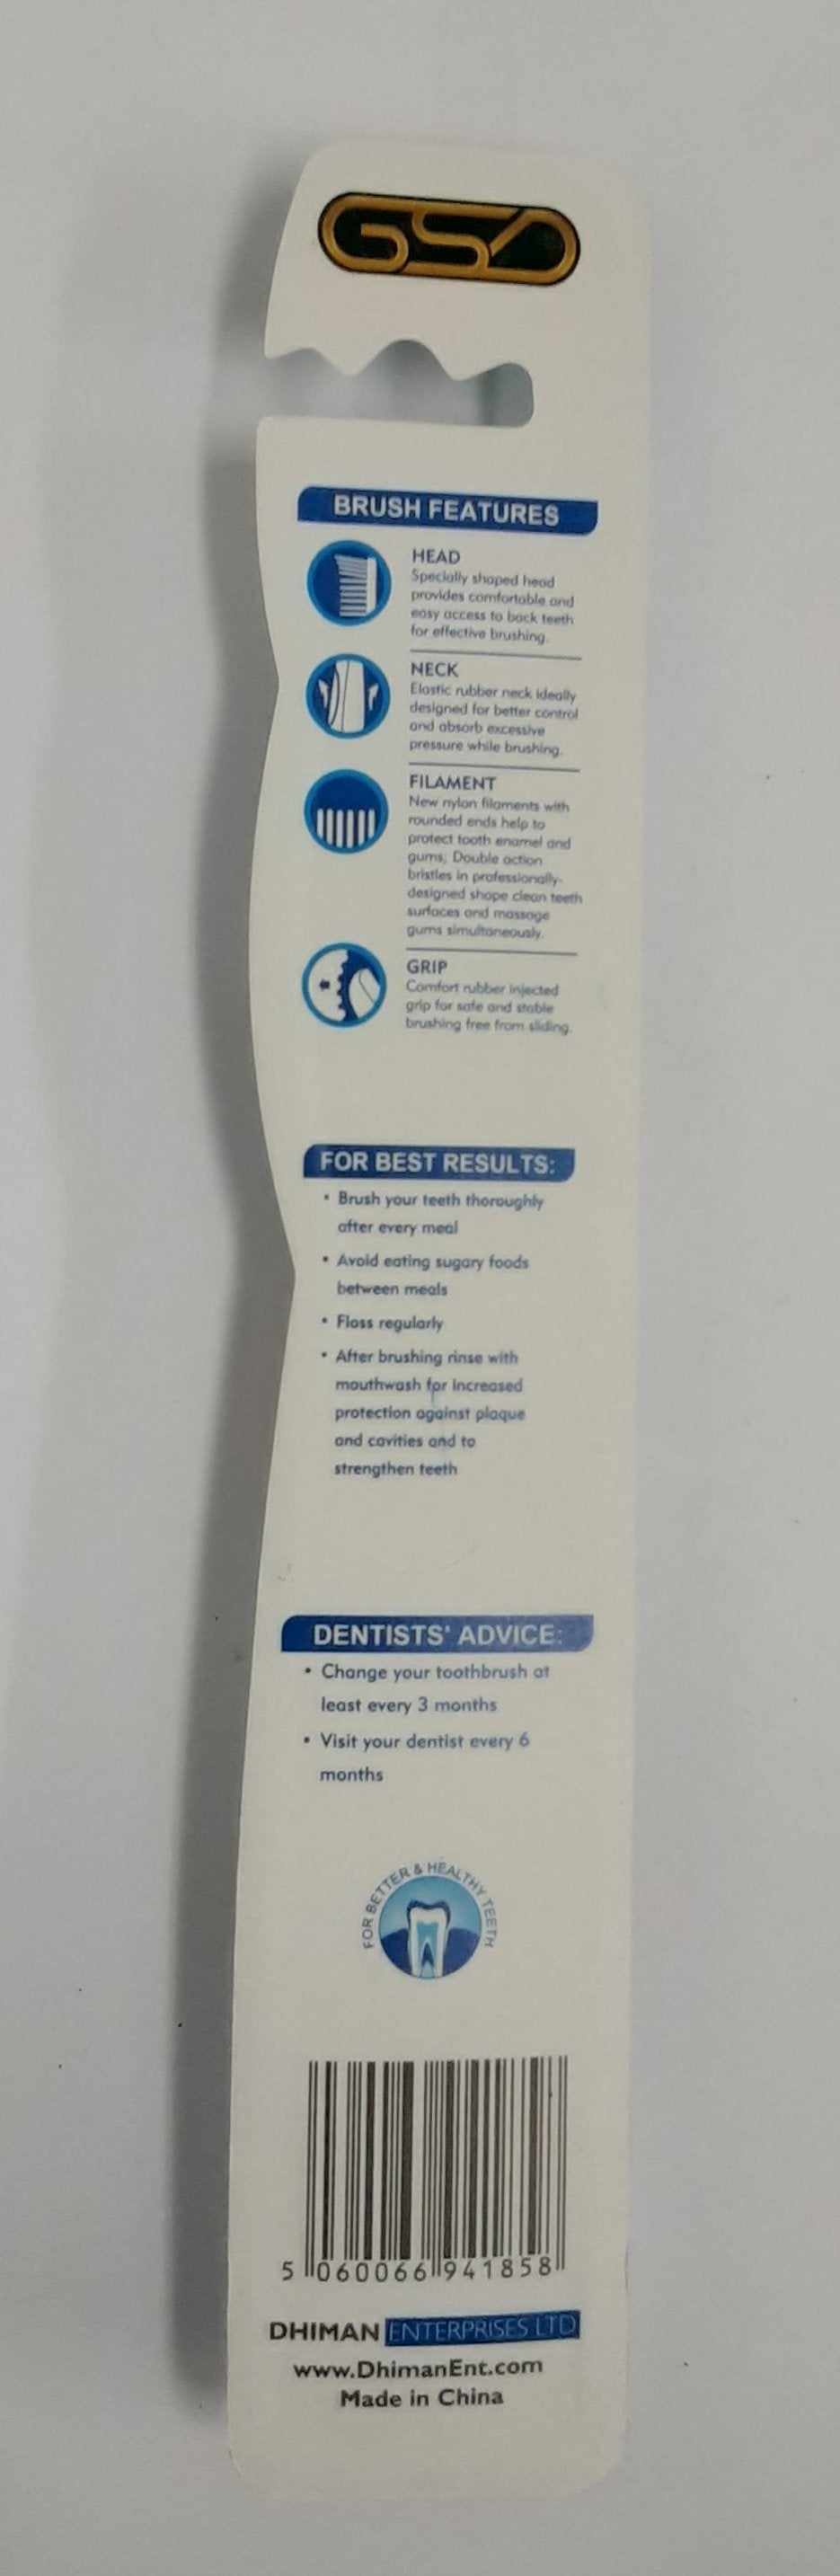 GSD
BRUSH FEATURES
HEAD
Specially shaped head
provides comfortable and
easy access to back teeth
for effective brushing.
NECK
Elastic rubber neck ideally
designed for better control
and absorb excessive
pressure while brushing.
FILAMENT
New nylon filaments with
rounded ends help to
protect tooth enamel and
gums; Double action
bristles in professionally-
designed shape clean teeth
surfaces and massage
gums simultaneously.
GRIP
Comfort rubber injected
grip for safe and stable
brushing free from sliding.
FOR BEST RESULTS:
• Brush your teeth thoroughly
after every meal
• Avoid eating sugary foods
between meals
• Floss regularly
• After brushing rinse with
mouthwash for increased
protection against plaque
and cavities and to
strengthen teeth
DENTISTS' ADVICE:
• Change your toothbrush at
least every 3 months
• Visit your dentist every 6
months
FOR BETTER & HEALTHY TEETH
5 060066 941858
DHIMAN ENTERPRISES LTD
www.DhimanEnt.com
Made in China